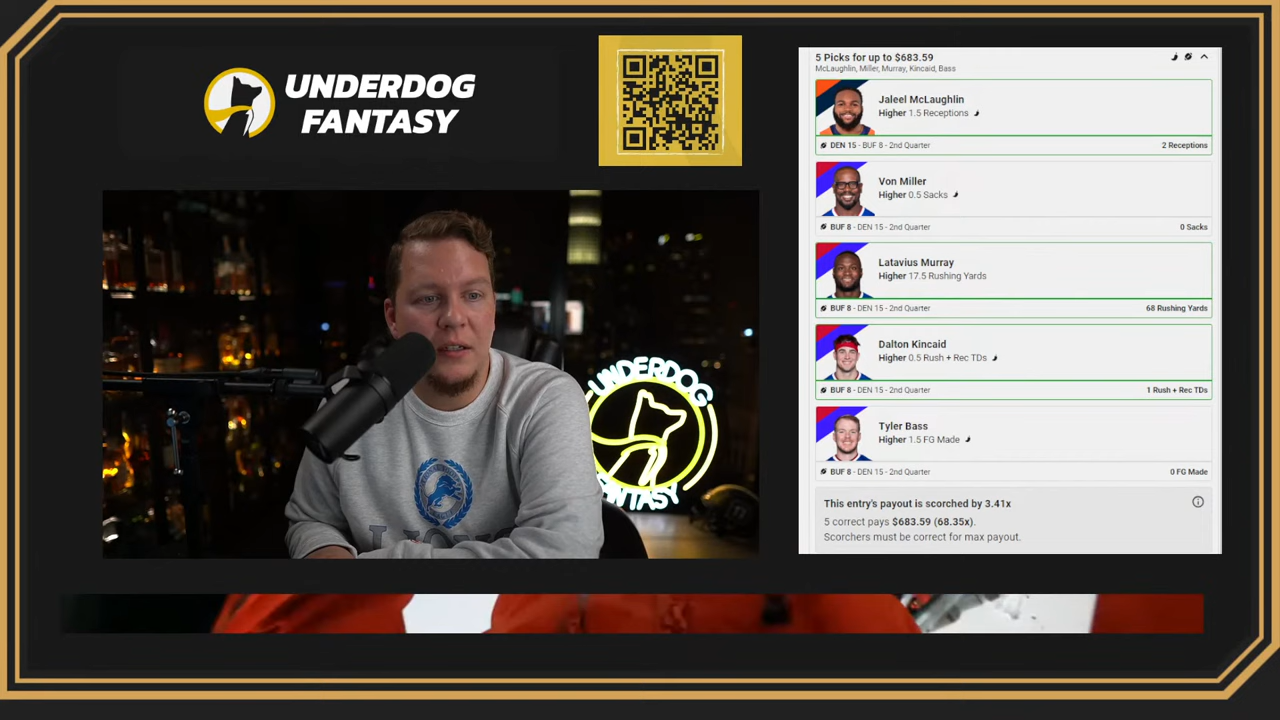 UNDERDOG
FANTASY
5 Picks for up to $683.59
McLaughlin, Miller, Murray, Kincaid, Bass
Jaleel McLaughlin
Higher 1.5 Receptions
DEN 15 - BUF 8 - 2nd Quarter
2 Receptions
Von Miller
Higher 0.5 Sacks
BUF 8 - DEN 15 - 2nd Quarter
0 Sacks
Latavius Murray
Higher 17.5 Rushing Yards
BUF 8 - DEN 15 - 2nd Quarter
68 Rushing Yards
Dalton Kincaid
Higher 0.5 Rush + Rec TDs
BUF 8 - DEN 15 - 2nd Quarter
1 Rush + Rec TDs
Tyler Bass
Higher 1.5 FG Made
BUF 8 - DEN 15 - 2nd Quarter
0 FG Made
This entry's payout is scorched by 3.41x
5 correct pays $683.59 (68.35x).
Scorchers must be correct for max payout.
UNDERDOG
FANTASY